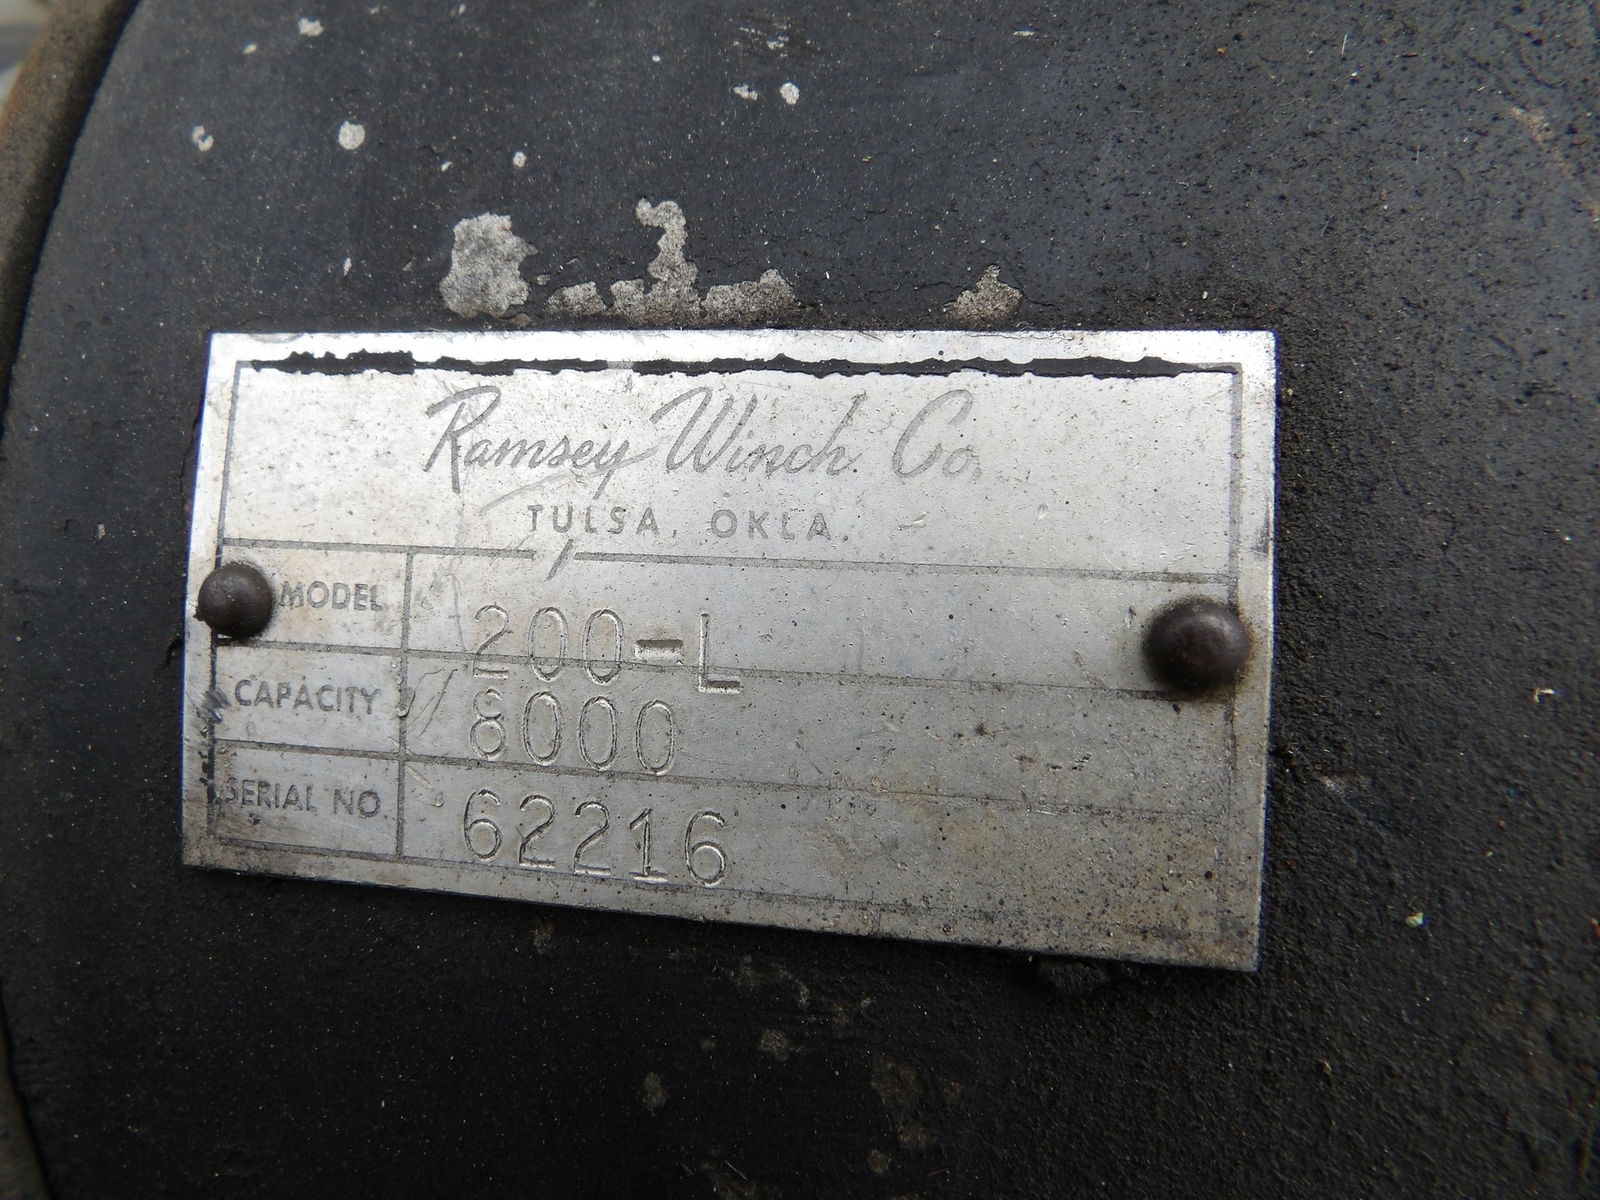 Ramsey Winch Co.
TULSA, OKLA.
MODEL 200-L
CAPACITY 8000
SERIAL NO. 62216